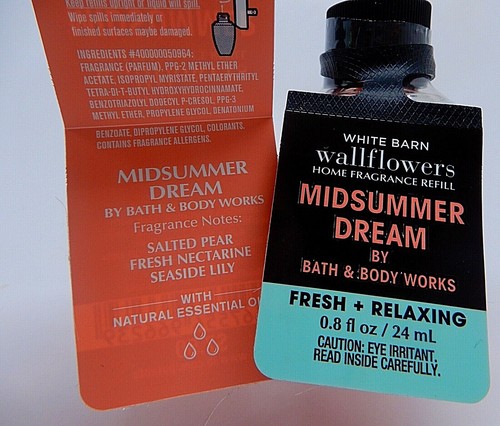 Keep refills upright or liquid will spill.
Wipe spills immediately or
finished surfaces maybe damaged.
INGREDIENTS #400000050964:
FRAGRANCE (PARFUM), PPG-2 METHYL ETHER
ACETATE, ISOPROPYL MYRISTATE, PENTAERYTHRITYL
TETRA-DI-T-BUTYL HYDROXYHYDROCINNAMATE,
BENZOTRIAZOLYL DODECYL P-CRESOL, PPG-3
METHYL ETHER, PROPYLENE GLYCOL, DENATONIUM
BENZOATE, DIPROPYLENE GLYCOL, COLORANTS.
CONTAINS FRAGRANCE ALLERGENS.
MIDSUMMER
DREAM
BY BATH & BODY WORKS
Fragrance Notes:
SALTED PEAR
FRESH NECTARINE
SEASIDE LILY
WITH
NATURAL ESSENTIAL
WHITE BARN
wallflowers
HOME FRAGRANCE REFILL
MIDSUMMER
DREAM
BY
BATH & BODY WORKS
FRESH + RELAXING
0.8 fl oz / 24 mL
CAUTION: EYE IRRITANT.
READ INSIDE CAREFULLY.